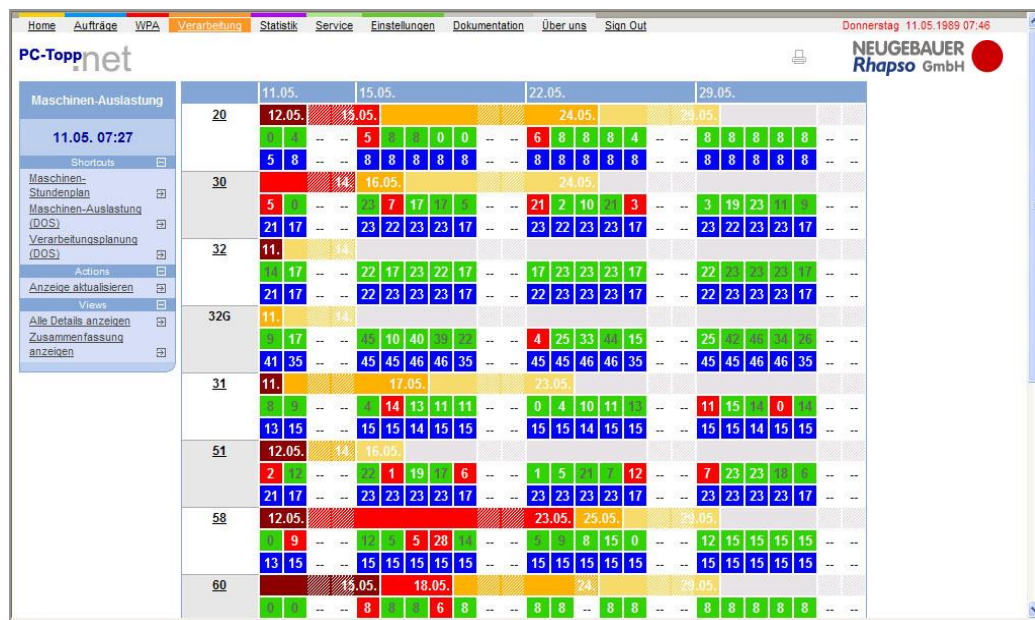 Home Aufträge WPA Verarbeitung Statistik Service Einstellungen Dokumentation Über uns Sign Out Donnerstag 11.05.1989 07:46
PC-Topp.net
NEUGEBAUER
Rhapso GmbH
Maschinen-Auslastung
11.05. 07:27
Shortcuts
Maschinen-
Stundenplan
Maschinen-Auslastung
(DOS)
Verarbeitungsplanung
(DOS)
Actions
Anzeige aktualisieren
Views
Alle Details anzeigen
Zusammenfassung
anzeigen
11.05. 15.05. 22.05. 29.05.
20 12.05. 15.05. 24.05. 29.05.
0 4 -- -- 5 8 8 0 0 -- -- 6 8 8 8 4 -- -- 8 8 8 8 8 -- --
5 8 -- -- 8 8 8 8 8 -- -- 8 8 8 8 8 -- -- 8 8 8 8 8 -- --
30 14. 16.05. 24.05.
5 0 -- -- 23 7 17 17 5 -- -- 21 2 10 21 3 -- -- 3 19 23 11 9 -- --
21 17 -- -- 23 22 23 23 17 -- -- 23 22 23 23 17 -- -- 23 22 23 23 17 -- --
32 11. 14.
14 17 -- -- 22 17 23 22 17 -- -- 17 23 23 23 17 -- -- 22 23 23 23 17 -- --
21 17 -- -- 22 23 23 23 17 -- -- 22 23 23 23 17 -- -- 22 23 23 23 17 -- --
32G 11. 14.
9 17 -- -- 45 10 40 39 22 -- -- 4 25 33 44 15 -- -- 25 42 46 34 26 -- --
41 35 -- -- 45 45 46 46 35 -- -- 45 45 46 46 35 -- -- 45 45 46 46 35 -- --
31 11. 17.05. 23.05.
8 9 -- -- 4 14 13 11 11 -- -- 0 4 10 11 13 -- -- 11 15 14 0 14 -- --
13 15 -- -- 15 15 14 15 15 -- -- 15 15 14 15 15 -- -- 15 15 14 15 15 -- --
51 12.05. 14. 16.05.
2 12 -- -- 22 1 19 17 6 -- -- 1 5 21 7 12 -- -- 7 23 23 18 6 -- --
21 17 -- -- 23 23 23 23 17 -- -- 23 23 23 23 17 -- -- 23 23 23 23 17 -- --
58 12.05. 23.05. 25.05. 29.05.
0 9 -- -- 12 5 5 28 14 -- -- 5 9 8 15 0 -- -- 12 15 15 15 15 -- --
13 15 -- -- 15 15 15 15 15 -- -- 15 15 15 15 15 -- -- 15 15 15 15 15 -- --
60 15.05. 18.05. 24. 29.05.
0 0 -- -- 8 8 8 6 8 -- -- 8 8 -- 8 8 -- -- 8 8 8 8 8 -- --